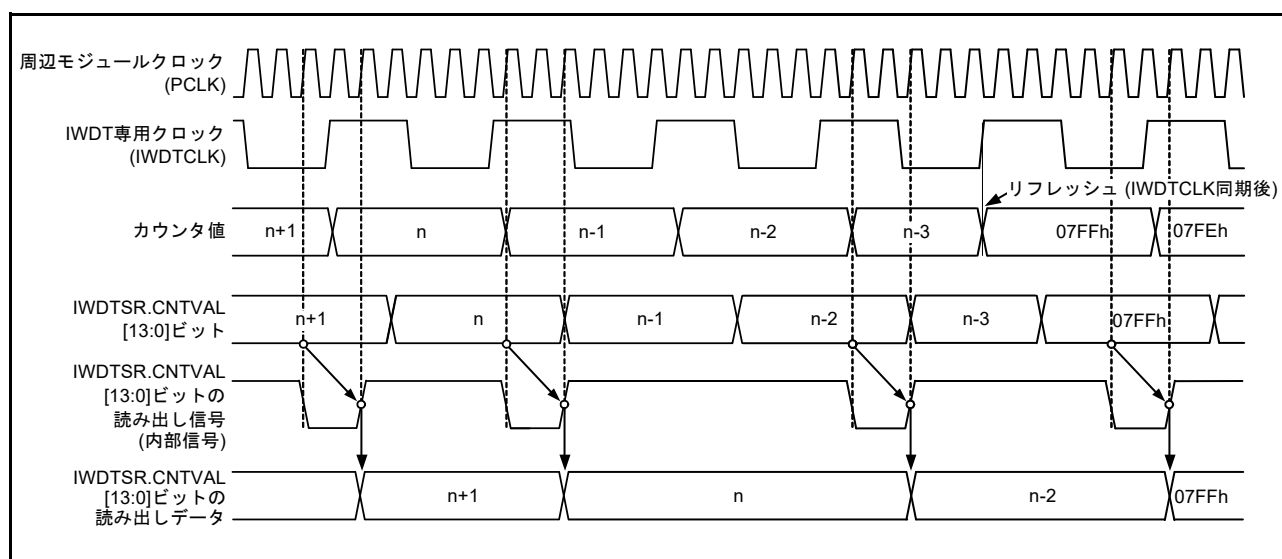 周辺モジュールクロック
(PCLK)
IWDT専用クロック
(IWDTCLK)
リフレッシュ (IWDTCLK同期後)
カウンタ値
n+1
n
n-1
n-2
n-3
07FFh
07FEh
IWDTSR.CNTVAL
[13:0]ビット
n+1
n
n-1
n-2
n-3
07FFh
IWDTSR.CNTVAL
[13:0]ビットの
読み出し信号
(内部信号)
IWDTSR.CNTVAL
[13:0]ビットの
読み出しデータ
n+1
n
n-2
07FFh